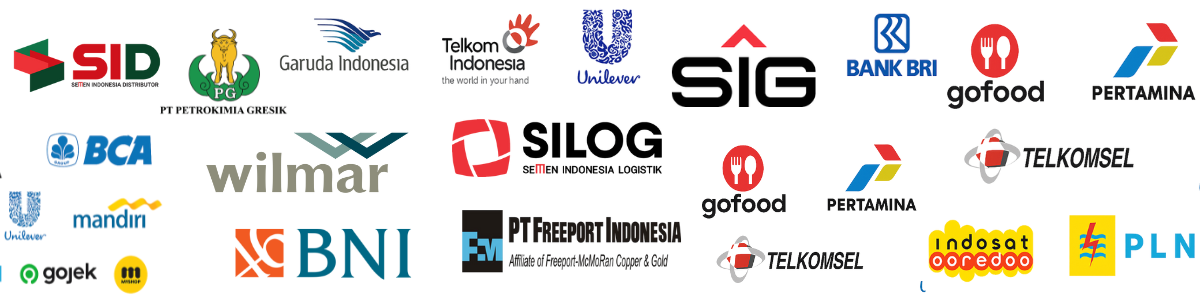 SID
SEMEN INDONESIA DISTRIBUTOR
PG
PT PETROKIMIA GRESIK
Garuda Indonesia
Telkom
Indonesia
the world in your hand
Unilever
SIG
BANK BRI
gofood
PERTAMINA
BCA
wilmar
SILOG
SEMEN INDONESIA LOGISTIK
gofood
PERTAMINA
TELKOMSEL
Unilever
mandiri
BNI
FM
PT FREEPORT INDONESIA
Affiliate of Freeport-McMoRan Copper & Gold
TELKOMSEL
indosat
ooredoo
PLN
gojek